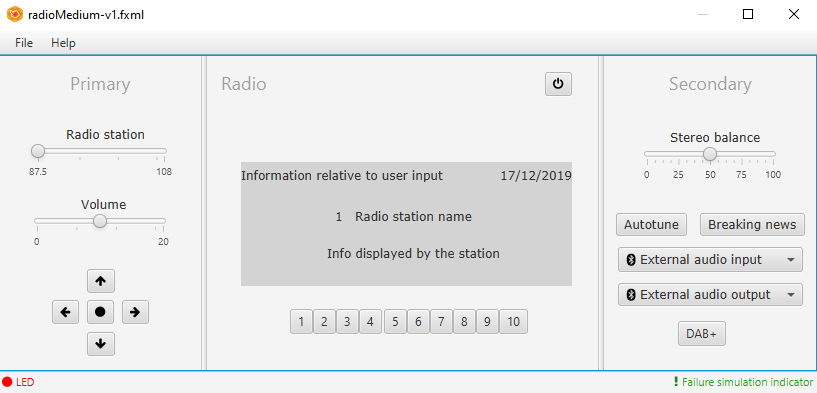 radioMedium-v1.fxml
File Help
Primary
Radio station
87.5 108
Volume
0 20
Radio
Information relative to user input 17/12/2019
1 Radio station name
Info displayed by the station
1 2 3 4 5 6 7 8 9 10
Secondary
Stereo balance
0 25 50 75 100
Autotune Breaking news
External audio input
External audio output
DAB+
LED
! Failure simulation indicator